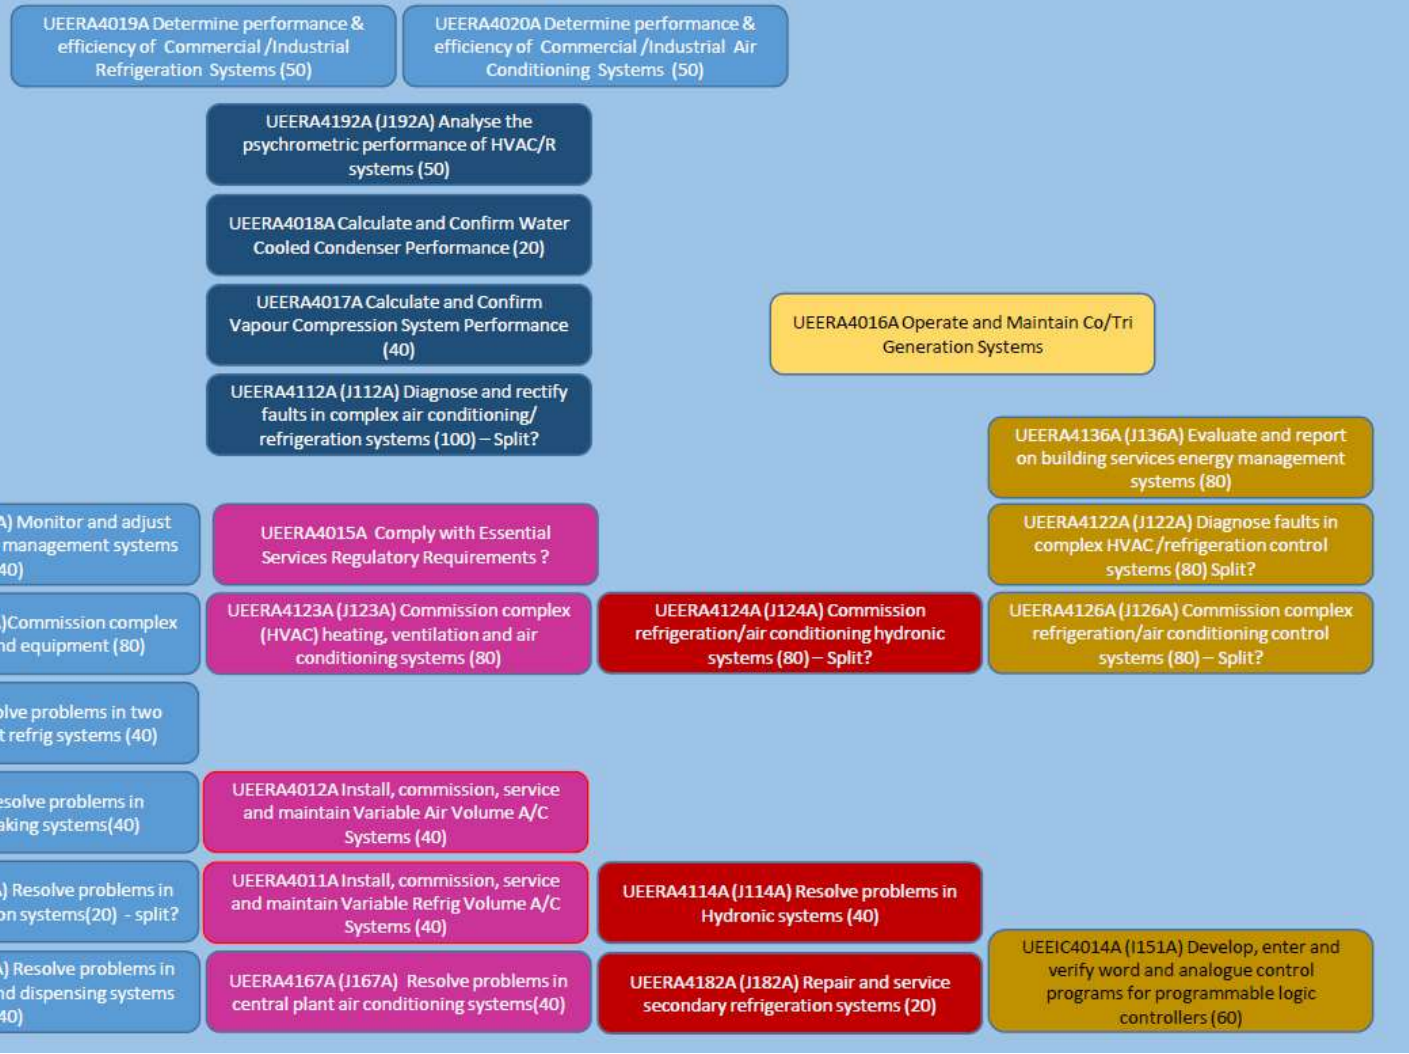 UEERA4019A Determine performance &
efficiency of Commercial /Industrial
Refrigeration Systems (50)
UEERA4020A Determine performance &
efficiency of Commercial /Industrial Air
Conditioning Systems (50)
UEERA4192A (J192A) Analyse the
psychrometric performance of HVAC/R
systems (50)
UEERA4018A Calculate and Confirm Water
Cooled Condenser Performance (20)
UEERA4017A Calculate and Confirm
Vapour Compression System Performance
(40)
UEERA4016A Operate and Maintain Co/Tri
Generation Systems
UEERA4112A (J112A) Diagnose and rectify
faults in complex air conditioning/
refrigeration systems (100) – Split?
UEERA4136A (J136A) Evaluate and report
on building services energy management
systems (80)
A) Monitor and adjust
management systems
40)
UEERA4015A Comply with Essential
Services Regulatory Requirements ?
UEERA4122A (J122A) Diagnose faults in
complex HVAC /refrigeration control
systems (80) Split?
)Commission complex
nd equipment (80)
UEERA4123A (J123A) Commission complex
(HVAC) heating, ventilation and air
conditioning systems (80)
UEERA4124A (J124A) Commission
refrigeration/air conditioning hydronic
systems (80) – Split?
UEERA4126A (J126A) Commission complex
refrigeration/air conditioning control
systems (80) – Split?
olve problems in two
t refrig systems (40)
esolve problems in
aking systems(40)
UEERA4012A Install, commission, service
and maintain Variable Air Volume A/C
Systems (40)
) Resolve problems in
on systems(20) - split?
UEERA4011A Install, commission, service
and maintain Variable Refrig Volume A/C
Systems (40)
UEERA4114A (J114A) Resolve problems in
Hydronic systems (40)
A) Resolve problems in
nd dispensing systems
40)
UEERA4167A (J167A) Resolve problems in
central plant air conditioning systems(40)
UEERA4182A (J182A) Repair and service
secondary refrigeration systems (20)
UEEIC4014A (I151A) Develop, enter and
verify word and analogue control
programs for programmable logic
controllers (60)